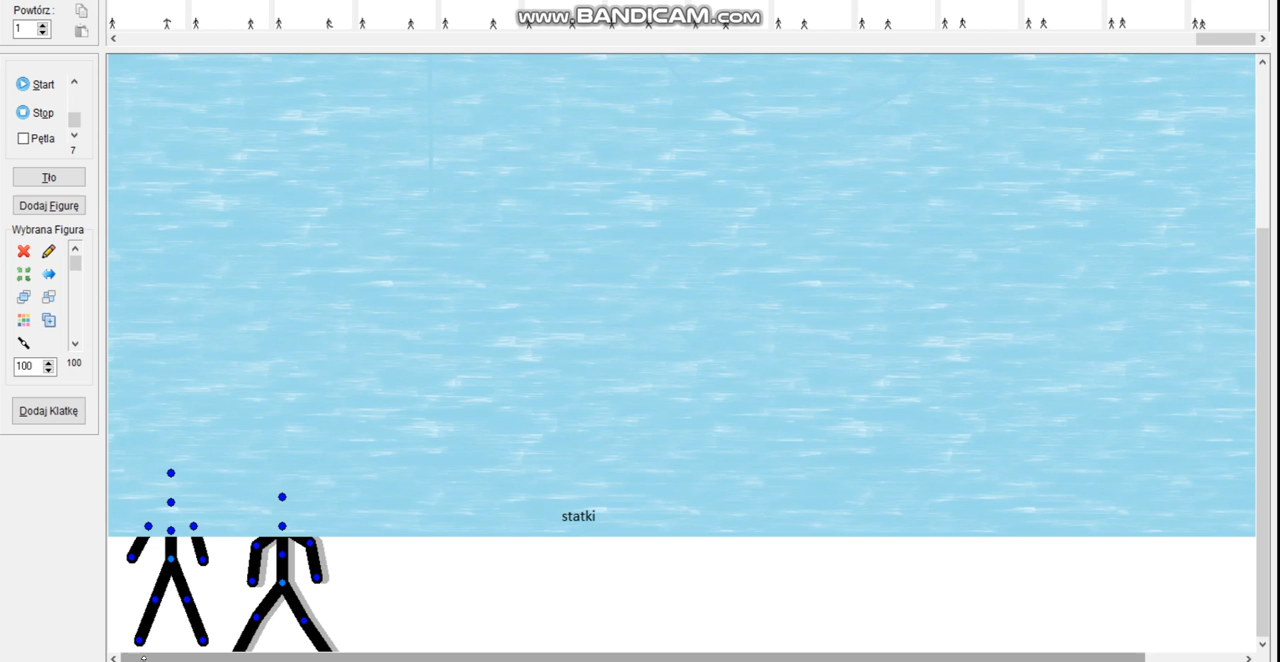 Powtórz:
1
www.BANDICAM.com
Start
Stop
Pętla
7
Tło
Dodaj Figurę
Wybrana Figura
100
100
Dodaj Klatkę
statki